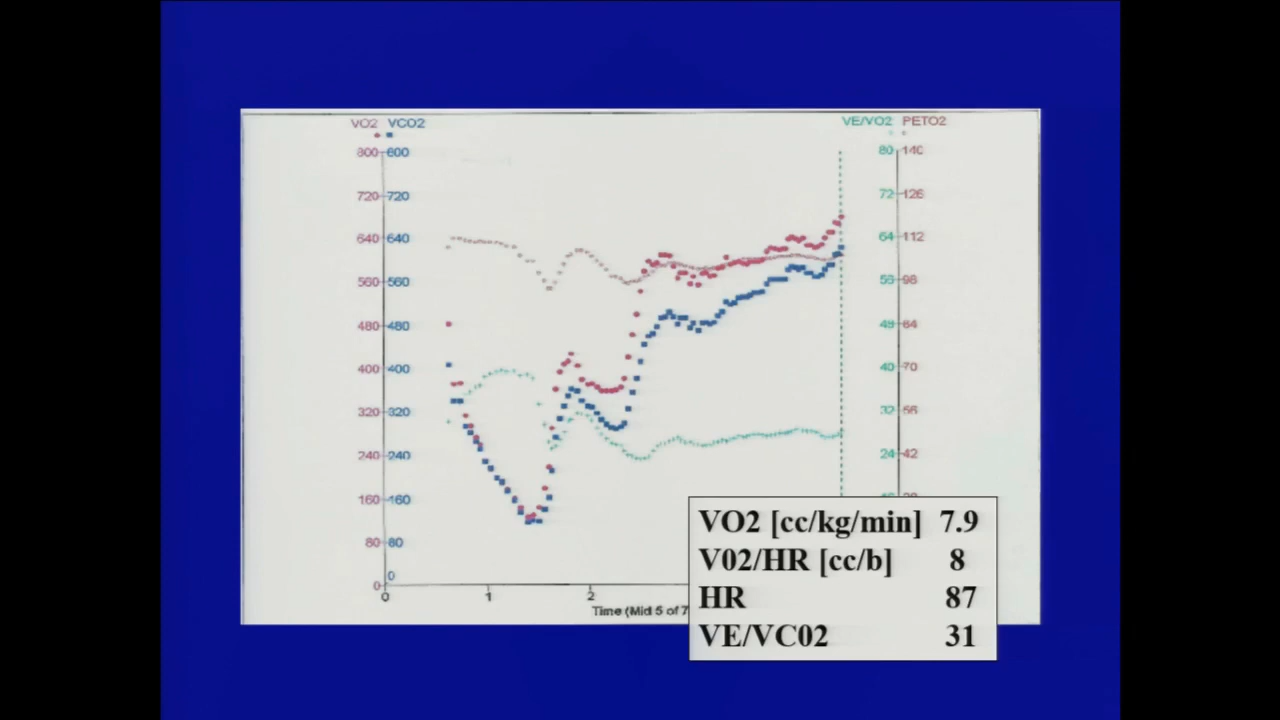 VO2 VCO2 VE/VO2 PETO2
800 600 80 140
720 720 72 126
640 640 64 112
560 560 56 98
480 480 48 84
400 400 40 70
320 320 32 56
240 240 24 42
160 160
80 80
0 0
0 1 2
Time (Mid 5 of 7
VO2 [cc/kg/min] 7.9
V02/HR [cc/b] 8
HR 87
VE/VC02 31